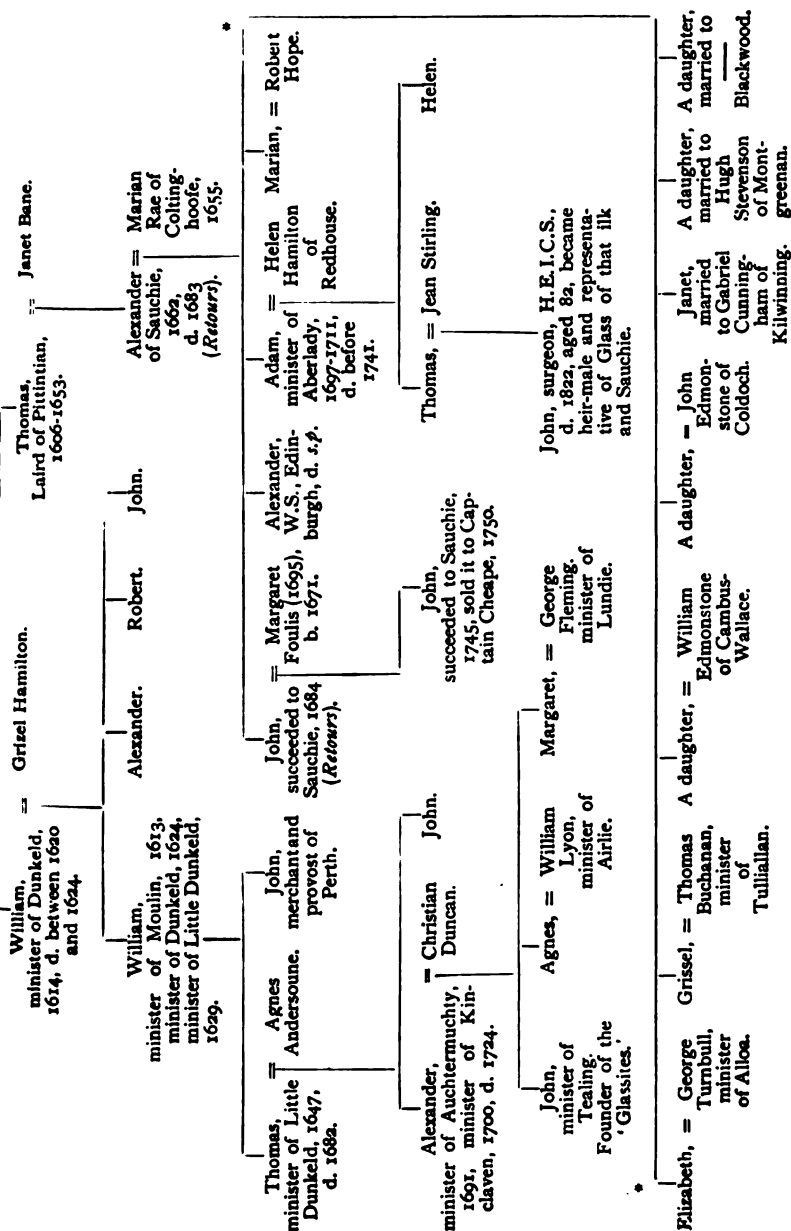 William,
minister of Dunkeld,
1614, d. between 1620
and 1624.
=
Grizel Hamilton.
Thomas,
Laird of Pittintian,
1606-1653.
=
Janet Bane.
William,
minister of Moulin, 1613,
minister of Dunkeld, 1624,
minister of Little Dunkeld,
1629.
Alexander.
Robert.
John.
Alexander =
of Sauchie,
1662,
d. 1683
(Retours).
Marian
Rae of
Colting-
hoofe,
1655.
*
Thomas,
minister of Little
Dunkeld, 1647,
d. 1682.
=
Agnes
Andersoune.
John,
merchant and
provost of
Perth.
John,
succeeded to
Sauchie, 1684
(Retours).
=
Margaret
Foulis (1695),
b. 1671.
Alexander,
W.S., Edin-
burgh, d. s.p.
Adam,
minister of
Aberlady,
1697-1711,
d. before
1741.
=
Helen
Hamilton
of
Redhouse.
Marian, = Robert
Hope.
Alexander,
minister of Auchtermuchty,
1691, minister of Kin-
claven, 1700, d. 1724.
= Christian
Duncan.
John.
John,
succeeded to Sauchie,
1745, sold it to Cap-
tain Cheape, 1750.
Thomas, = Jean Stirling.
Helen.
John,
minister of
Tealing.
Founder of the
'Glassites.'
Agnes, = William
Lyon,
minister of
Airlie.
Margaret, = George
Fleming,
minister of
Lundie.
John, surgeon, H.E.I.C.S.,
d. 1822, aged 82, became
heir-male and representa-
tive of Glass of that ilk
and Sauchie.
*
Elizabeth, = George
Turnbull,
minister
of Alloa.
Grissel, = Thomas
Buchanan,
minister
of
Tulliallan.
A daughter, = William
Edmonstone
of Cambus-
Wallace.
A daughter, = John
Edmon-
stone of
Coldoch.
Janet,
married
to Gabriel
Cunning-
ham of
Kilwinning.
A daughter,
married to
Hugh
Stevenson
of Mont-
greenan.
A daughter,
married to
——
Blackwood.